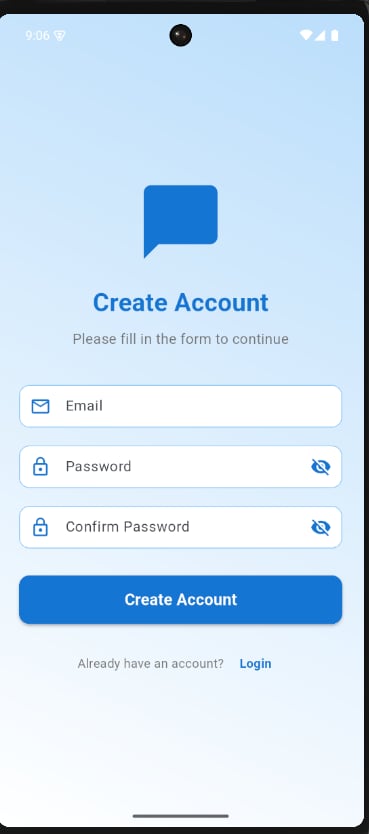 9:06
Create Account
Please fill in the form to continue
Email
Password
Confirm Password
Create Account
Already have an account? Login